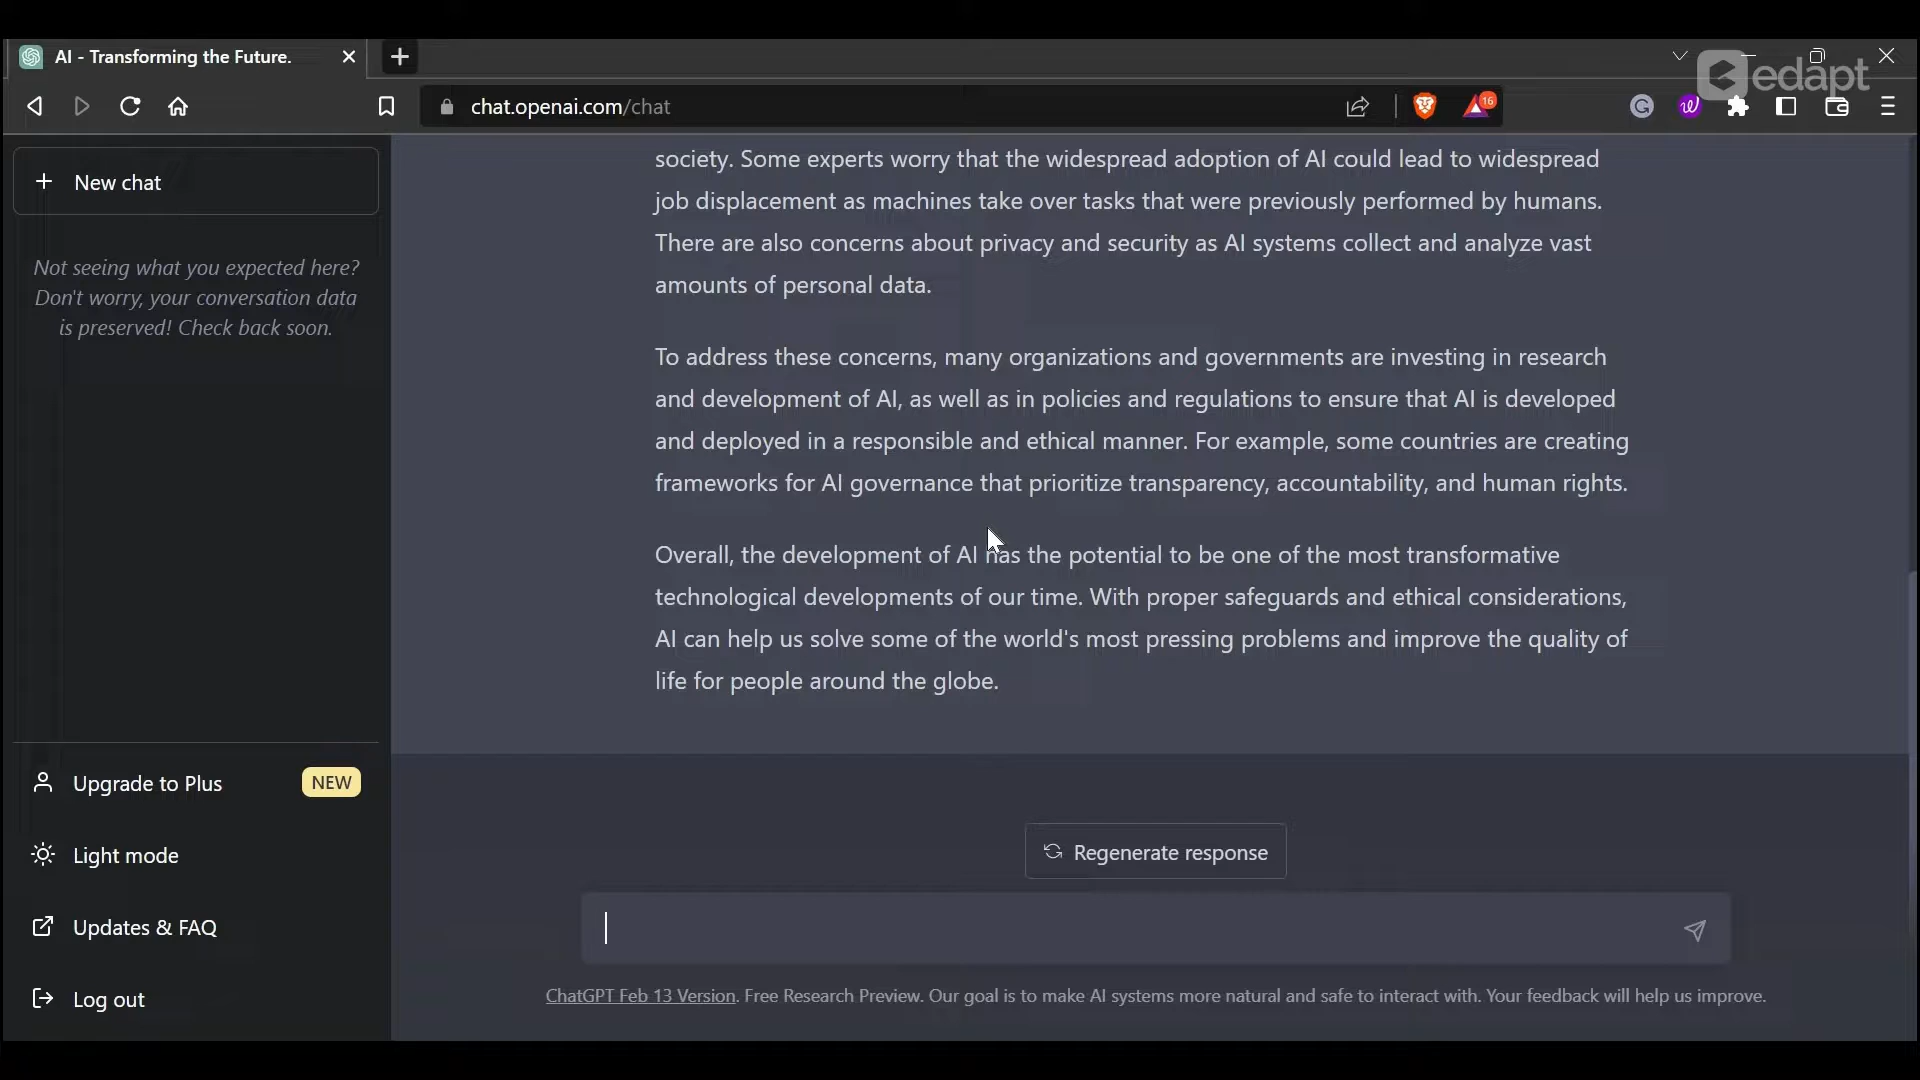 AI - Transforming the Future.
edapt
chat.openai.com/chat
16
New chat
Not seeing what you expected here?
Don't worry, your conversation data
is preserved! Check back soon.
society. Some experts worry that the widespread adoption of AI could lead to widespread
job displacement as machines take over tasks that were previously performed by humans.
There are also concerns about privacy and security as AI systems collect and analyze vast
amounts of personal data.
To address these concerns, many organizations and governments are investing in research
and development of AI, as well as in policies and regulations to ensure that AI is developed
and deployed in a responsible and ethical manner. For example, some countries are creating
frameworks for AI governance that prioritize transparency, accountability, and human rights.
Overall, the development of AI has the potential to be one of the most transformative
technological developments of our time. With proper safeguards and ethical considerations,
AI can help us solve some of the world's most pressing problems and improve the quality of
life for people around the globe.
Upgrade to Plus NEW
Light mode
Updates & FAQ
Log out
Regenerate response
ChatGPT Feb 13 Version. Free Research Preview. Our goal is to make AI systems more natural and safe to interact with. Your feedback will help us improve.